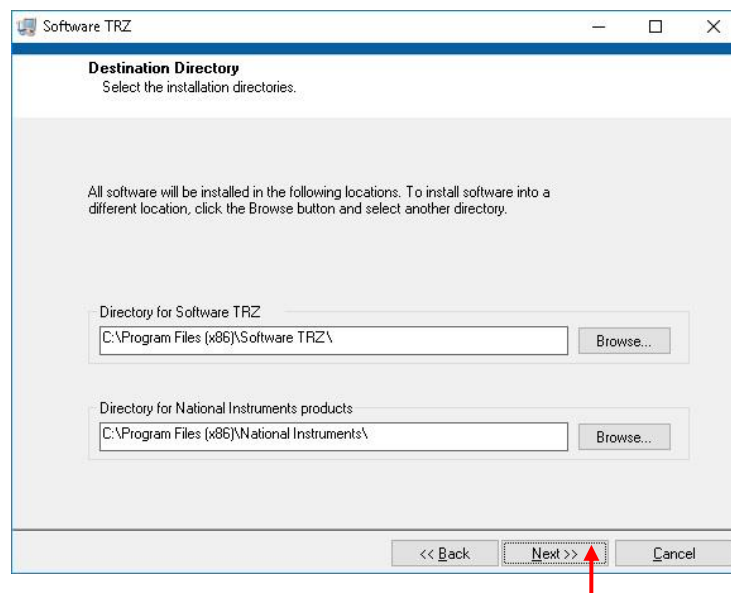 Software TRZ
Destination Directory
Select the installation directories.
All software will be installed in the following locations. To install software into a
different location, click the Browse button and select another directory.
Directory for Software TRZ
C:\Program Files (x86)\Software TRZ\
Browse...
Directory for National Instruments products
C:\Program Files (x86)\National Instruments\
Browse...
<< Back
Next >>
Cancel